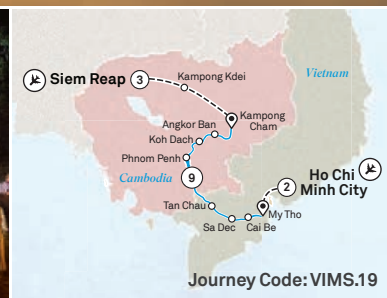 Vietnam
Siem Reap
3
Kampong Kdei
Angkor Ban
Kampong
Cham
Koh Dach
Phnom Penh
Cambodia
9
Ho Chi
Minh City
2
Tan Chau
My Tho
Sa Dec
Cai Be
Journey Code: VIMS.19